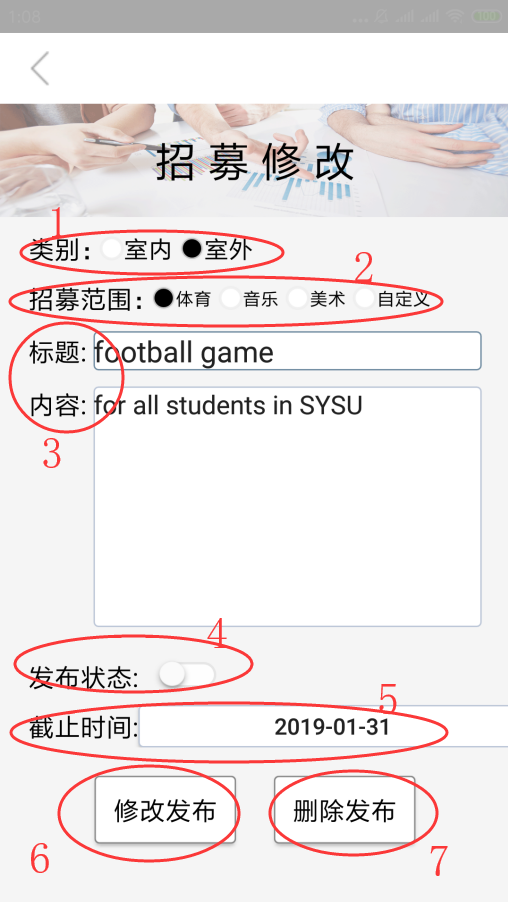 1:08
100
招募修改
1
类别: 室内 室外
2
招募范围: 体育 音乐 美术 自定义
标题: football game
内容: for all students in SYSU
3
4
发布状态:
5
截止时间: 2019-01-31
修改发布 删除发布
6 7